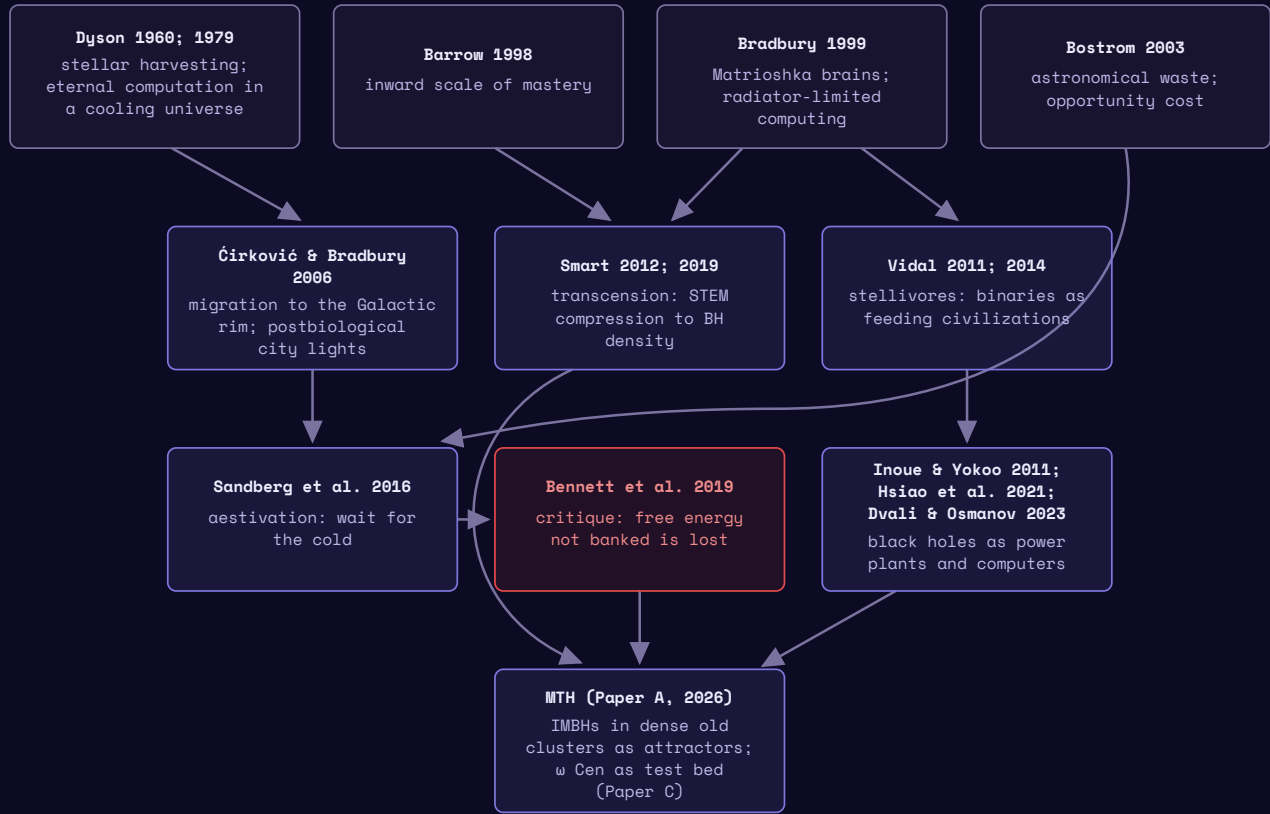 Dyson 1960; 1979
stellar harvesting;
eternal computation in
a cooling universe
Barrow 1998
inward scale of mastery
Bradbury 1999
Matrioshka brains;
radiator-limited
computing
Bostrom 2003
astronomical waste;
opportunity cost
Ćirković & Bradbury
2006
migration to the Galactic
rim; postbiological
city lights
Smart 2012; 2019
transcension: STEM
compression to BH
density
Vidal 2011; 2014
stellivores: binaries as
feeding civilizations
Sandberg et al. 2016
aestivation: wait for
the cold
Bennett et al. 2019
critique: free energy
not banked is lost
Inoue & Yokoo 2011;
Hsiao et al. 2021;
Dvali & Osmanov 2023
black holes as power
plants and computers
MTH (Paper A, 2026)
IMBHs in dense old
clusters as attractors;
ω Cen as test bed
(Paper C)